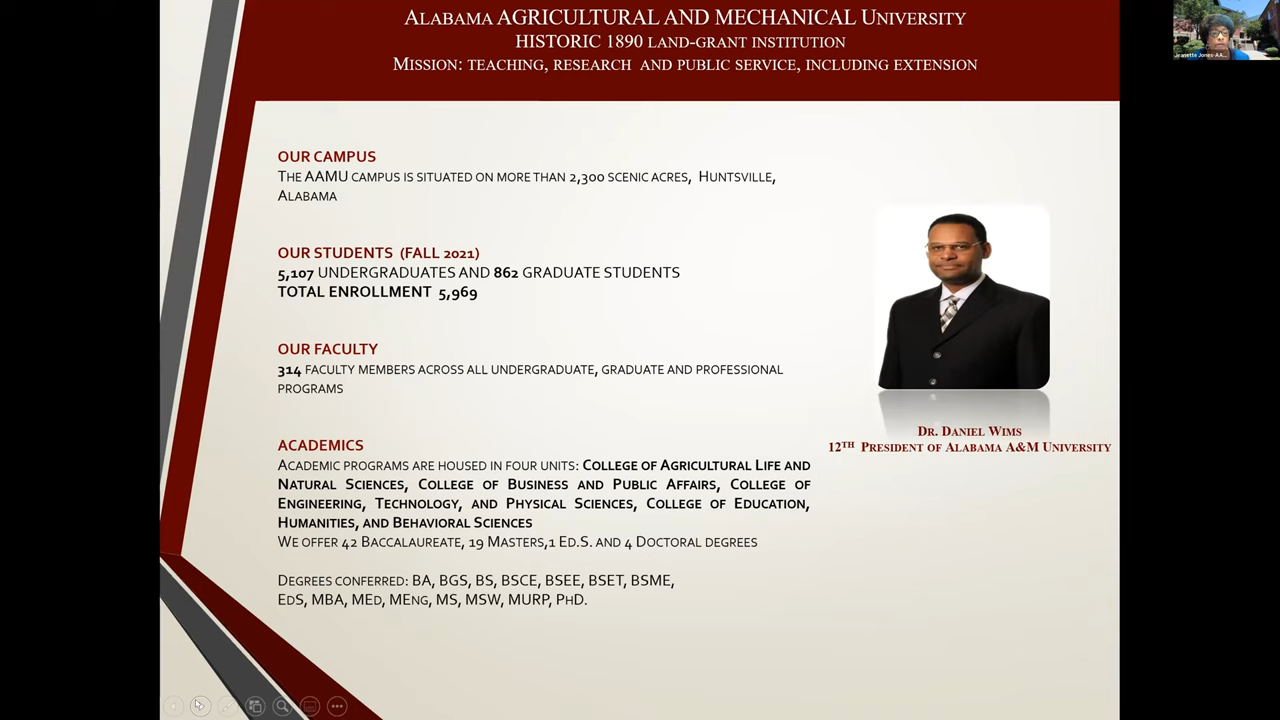 Alabama AGRICULTURAL AND MECHANICAL University
HISTORIC 1890 LAND-GRANT INSTITUTION
Mission: TEACHING, RESEARCH AND PUBLIC SERVICE, INCLUDING EXTENSION
OUR CAMPUS
The AAMU campus is situated on more than 2,300 scenic acres, Huntsville,
Alabama
OUR STUDENTS (FALL 2021)
5,107 undergraduates and 862 graduate students
TOTAL ENROLLMENT 5,969
OUR FACULTY
314 faculty members across all undergraduate, graduate and professional
programs
ACADEMICS
Academic programs are housed in four units: College of Agricultural Life and
Natural Sciences, College of Business and Public Affairs, College of
Engineering, Technology, and Physical Sciences, College of Education,
Humanities, and Behavioral Sciences
We offer 42 Baccalaureate, 19 Masters,1 Ed.S. and 4 Doctoral degrees
Degrees conferred: BA, BGS, BS, BSCE, BSEE, BSET, BSME,
EdS, MBA, MEd, MEng, MS, MSW, MURP, PhD.
Dr. Daniel Wims
12TH President of Alabama A&M University
Jeanette Jones-AA...